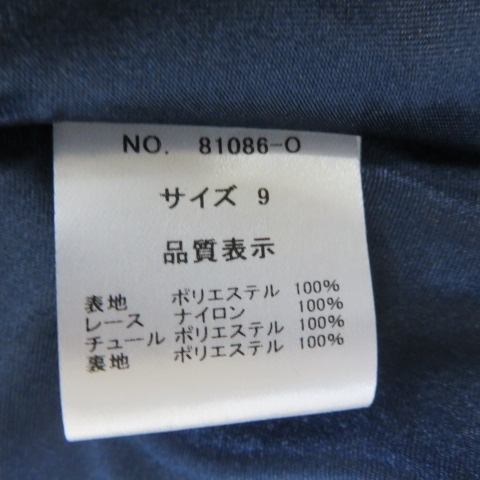 NO. 81086-O
サイズ 9
品質表示
表地 ポリエステル 100%
レース ナイロン 100%
チュール ポリエステル 100%
裏地 ポリエステル 100%